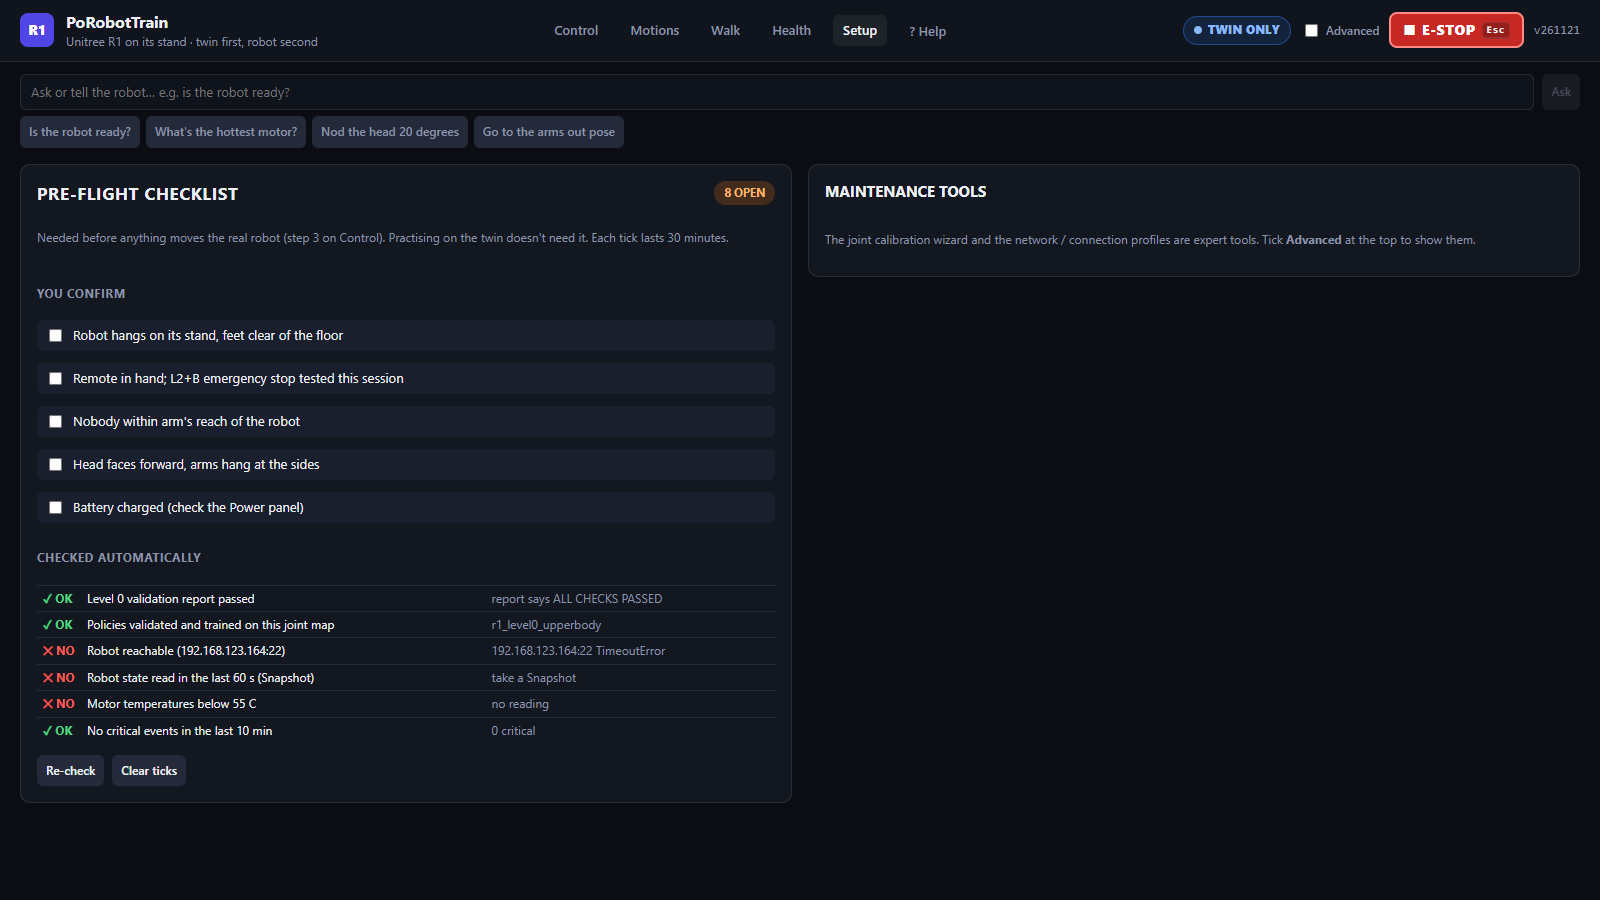 R1
PoRobotTrain
Unitree R1 on its stand · twin first, robot second
Control
Motions
Walk
Health
Setup
? Help
TWIN ONLY
Advanced
E-STOP Esc
v261121
Ask or tell the robot... e.g. is the robot ready?
Ask
Is the robot ready?
What's the hottest motor?
Nod the head 20 degrees
Go to the arms out pose
PRE-FLIGHT CHECKLIST
8 OPEN
Needed before anything moves the real robot (step 3 on Control). Practising on the twin doesn't need it. Each tick lasts 30 minutes.
YOU CONFIRM
Robot hangs on its stand, feet clear of the floor
Remote in hand; L2+B emergency stop tested this session
Nobody within arm's reach of the robot
Head faces forward, arms hang at the sides
Battery charged (check the Power panel)
CHECKED AUTOMATICALLY
✓ OK Level 0 validation report passed report says ALL CHECKS PASSED
✓ OK Policies validated and trained on this joint map r1_level0_upperbody
✕ NO Robot reachable (192.168.123.164:22) 192.168.123.164:22 TimeoutError
✕ NO Robot state read in the last 60 s (Snapshot) take a Snapshot
✕ NO Motor temperatures below 55 C no reading
✓ OK No critical events in the last 10 min 0 critical
Re-check
Clear ticks
MAINTENANCE TOOLS
The joint calibration wizard and the network / connection profiles are expert tools. Tick Advanced at the top to show them.